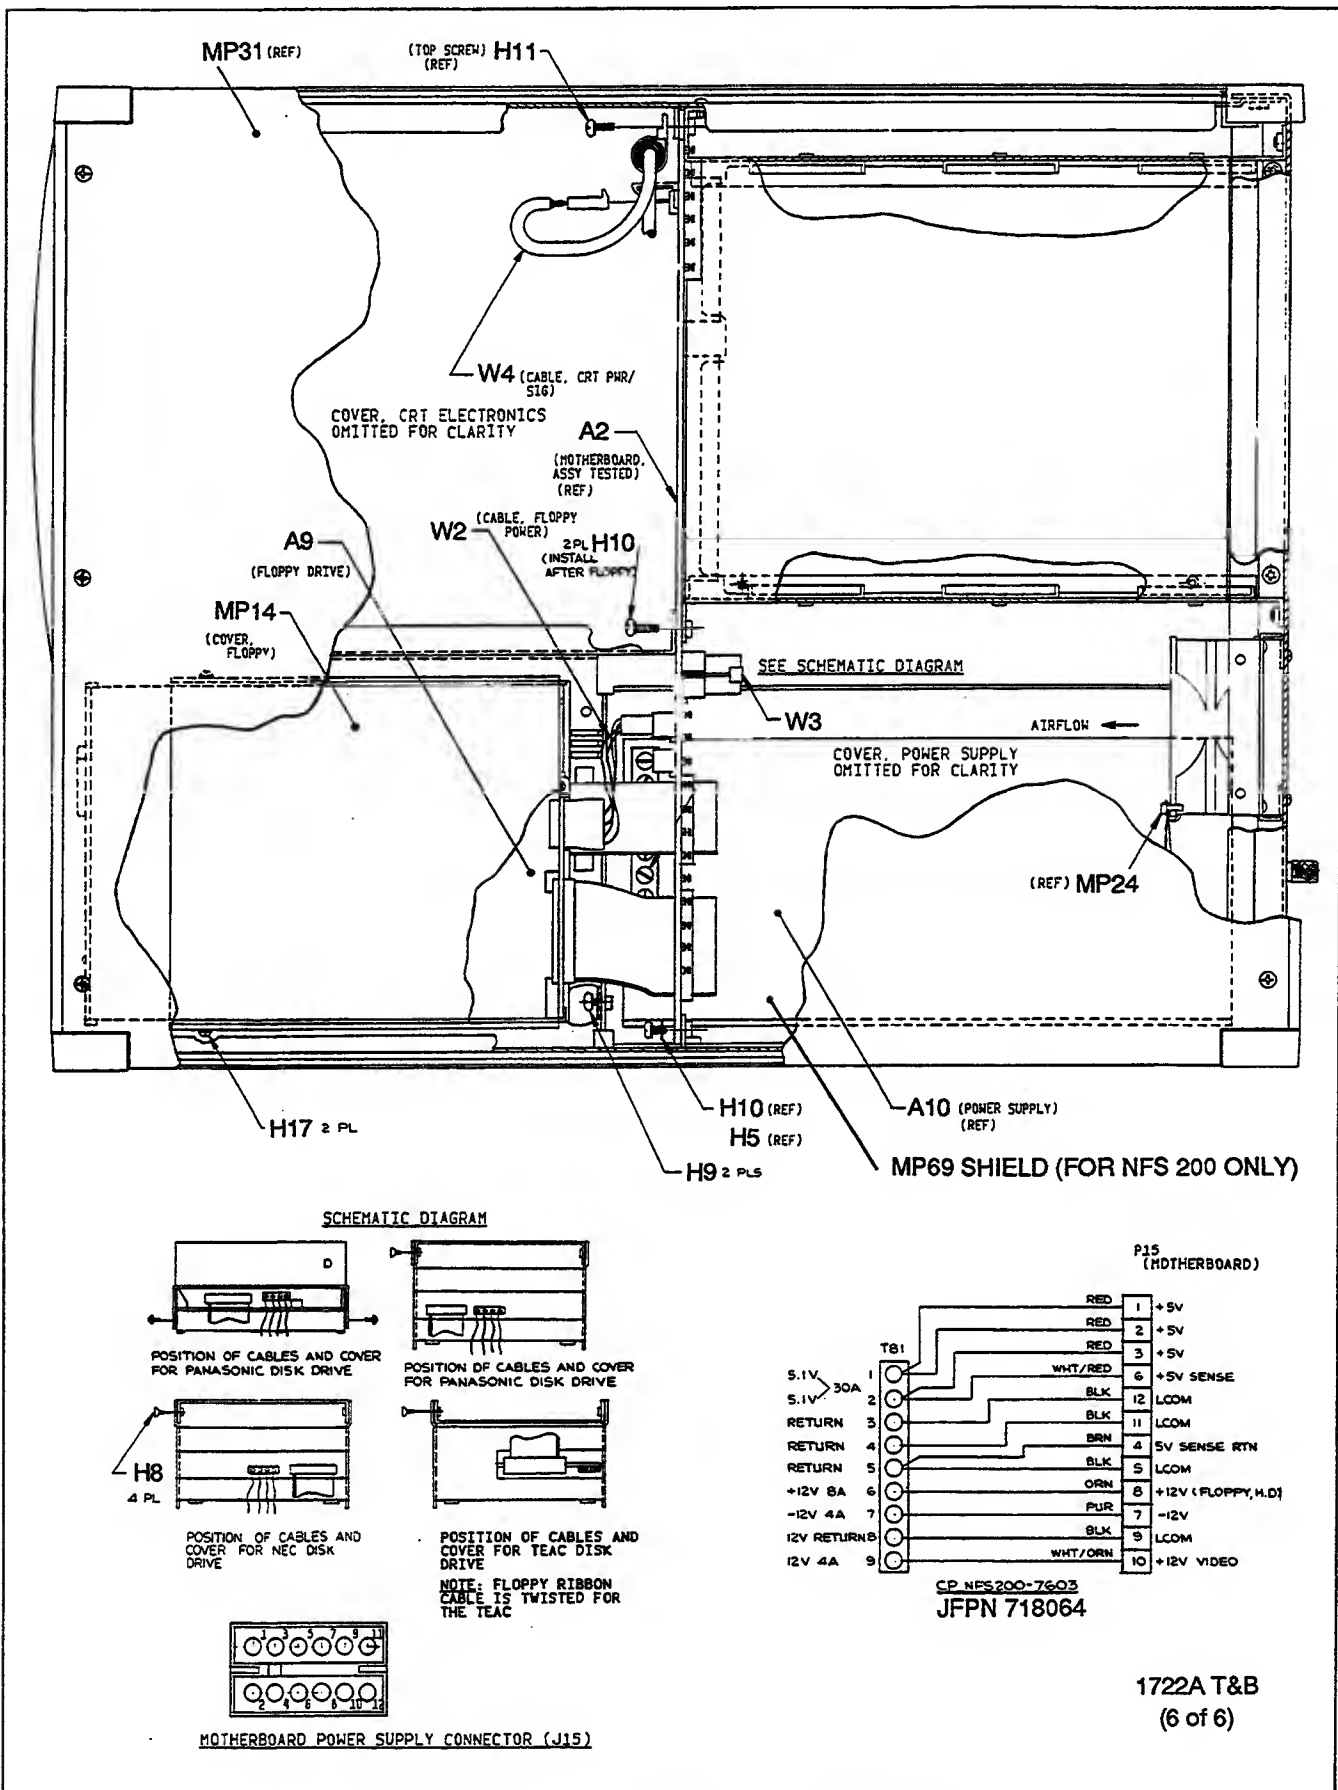 MP31 (REF)
(TOP SCREW) H11
(REF)
W4 (CABLE, CRT PWR/
SIG)
COVER, CRT ELECTRONICS
OMITTED FOR CLARITY
A2
(MOTHERBOARD,
ASSY TESTED)
(REF)
A9
(FLOPPY DRIVE)
W2 (CABLE, FLOPPY
POWER)
2PL H10
(INSTALL
AFTER FLOPPY)
MP14
(COVER,
FLOPPY)
SEE SCHEMATIC DIAGRAM
W3
AIRFLOW
COVER, POWER SUPPLY
OMITTED FOR CLARITY
(REF) MP24
H17 2 PL
H10 (REF)
H5 (REF)
H9 2 PLS
A10 (POWER SUPPLY)
(REF)
MP69 SHIELD (FOR NFS 200 ONLY)
SCHEMATIC DIAGRAM
D
POSITION OF CABLES AND COVER
FOR PANASONIC DISK DRIVE
POSITION OF CABLES AND COVER
FOR PANASONIC DISK DRIVE
H8
4 PL
POSITION OF CABLES AND
COVER FOR NEC DISK
DRIVE
POSITION OF CABLES AND
COVER FOR TEAC DISK
DRIVE
NOTE: FLOPPY RIBBON
CABLE IS TWISTED FOR
THE TEAC
P15
(MOTHERBOARD)
TB1
5.1V 1 RED 1 +5V
30A
5.1V 2 RED 2 +5V
RETURN 3 RED 3 +5V
RETURN 4 WHT/RED 6 +5V SENSE
RETURN 5 BLK 12 LCOM
+12V 8A 6 BLK 11 LCOM
-12V 4A 7 BRN 4 5V SENSE RTN
12V RETURN 8 BLK 5 LCOM
12V 4A 9 ORN 8 +12V (FLOPPY, H.D)
PUR 7 -12V
BLK 9 LCOM
WHT/ORN 10 +12V VIDEO
CP NFS200-7603
JFPN 718064
1 3 5 7 9 11
2 4 6 8 10 12
MOTHERBOARD POWER SUPPLY CONNECTOR (J15)
1722A T&B
(6 of 6)